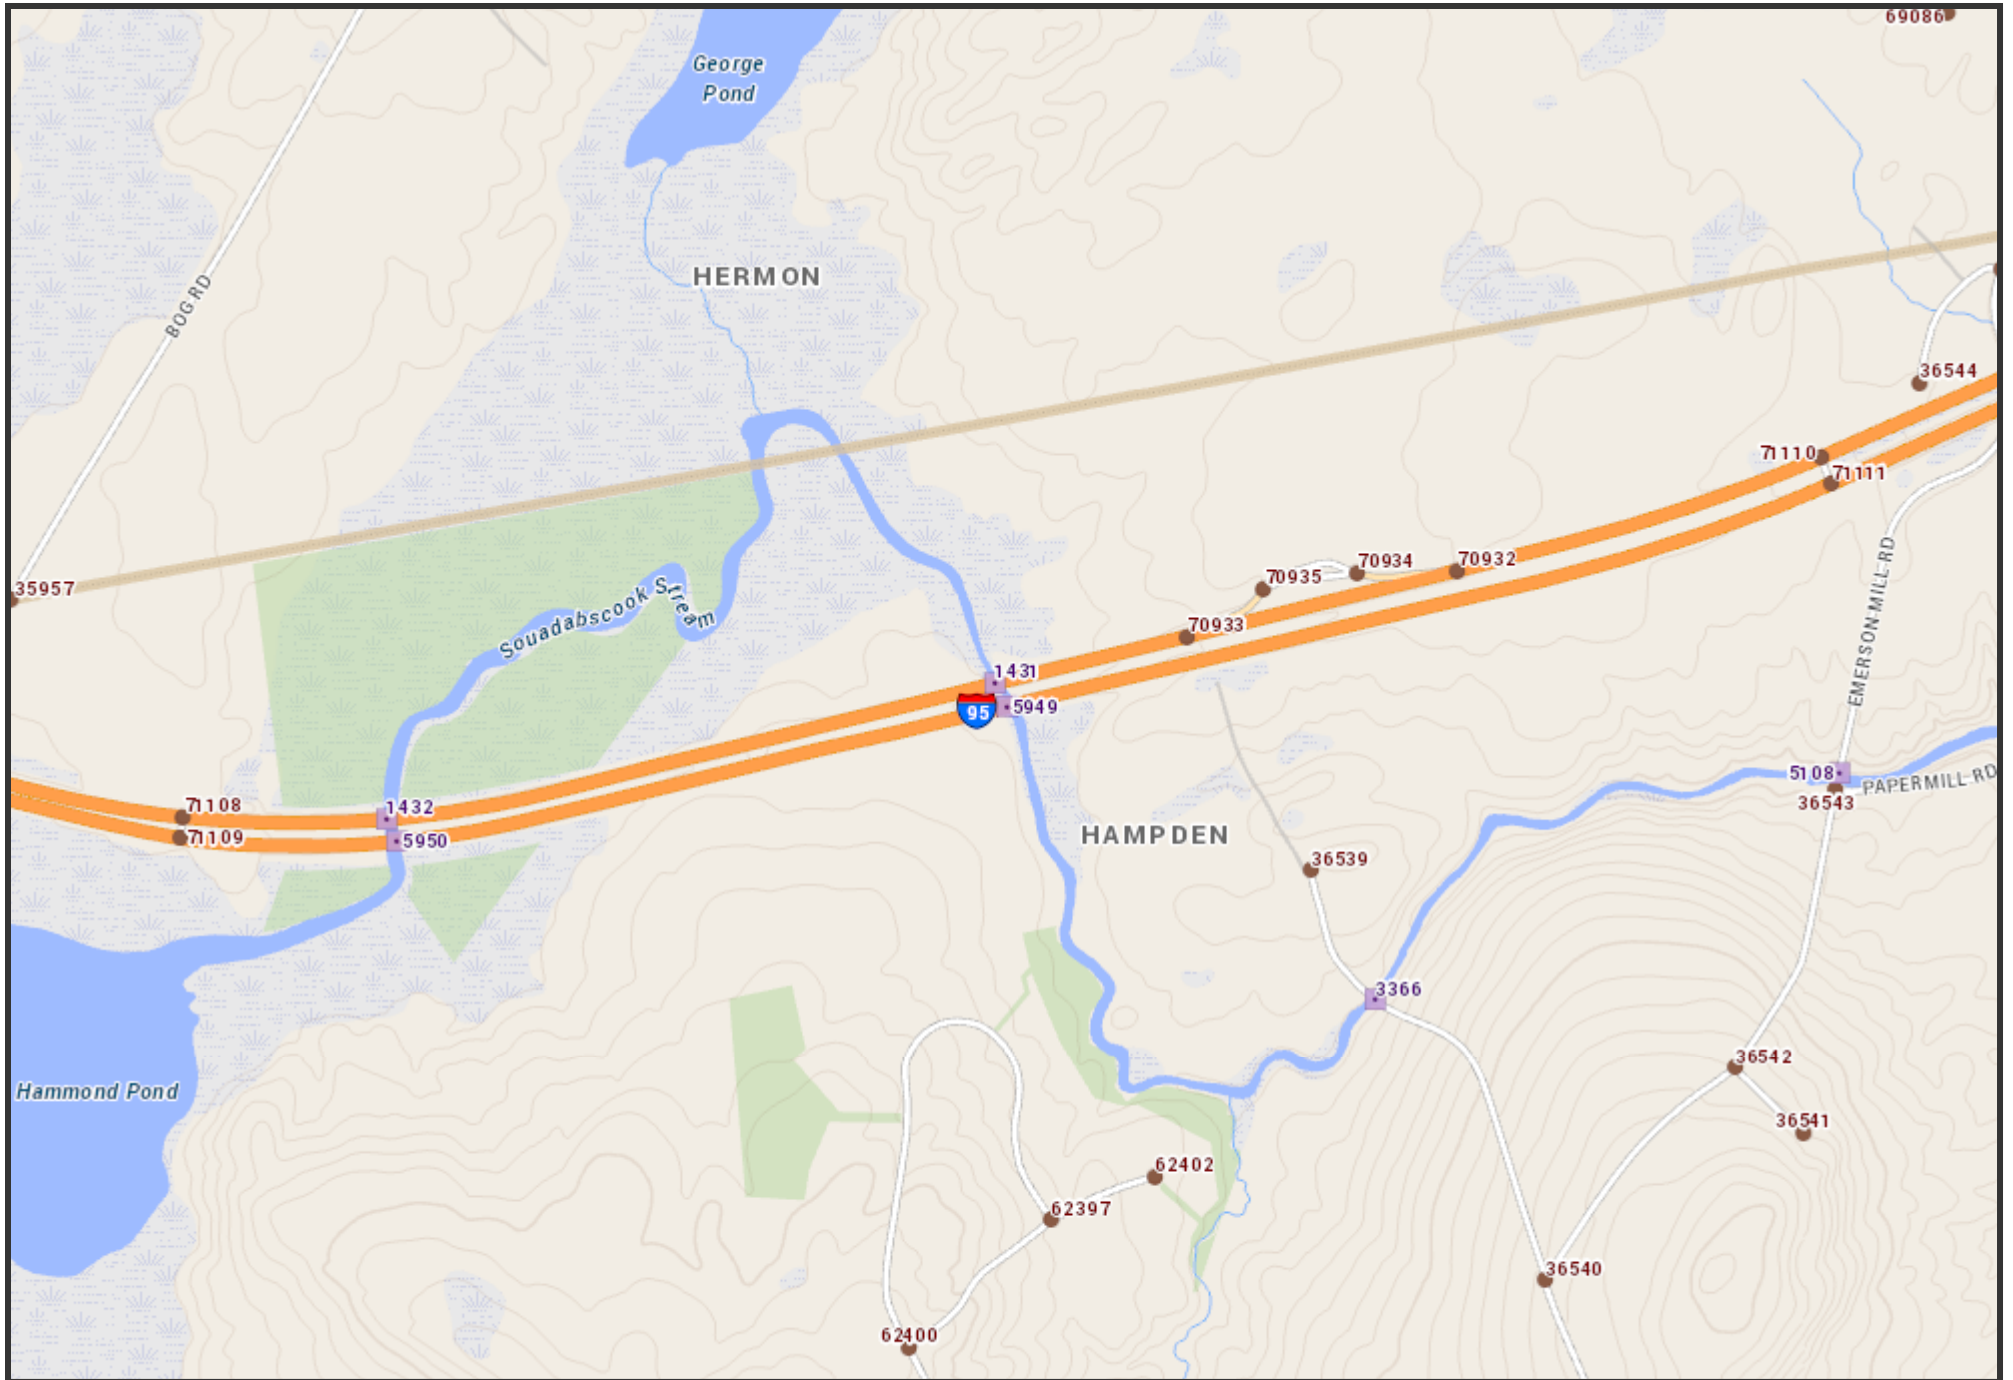 69086
George
Pond
HERMON
BOG RD
36544
71110
71111
70932
70934
70935
35957
70933
EMERSON MILL RD
Souadabscook Stream
1431
5949
95
5108
PAPERMILL RD
36543
71108
1432
71109
5950
HAMPDEN
36539
3366
36542
Hammond Pond
36541
62402
62397
36540
62400